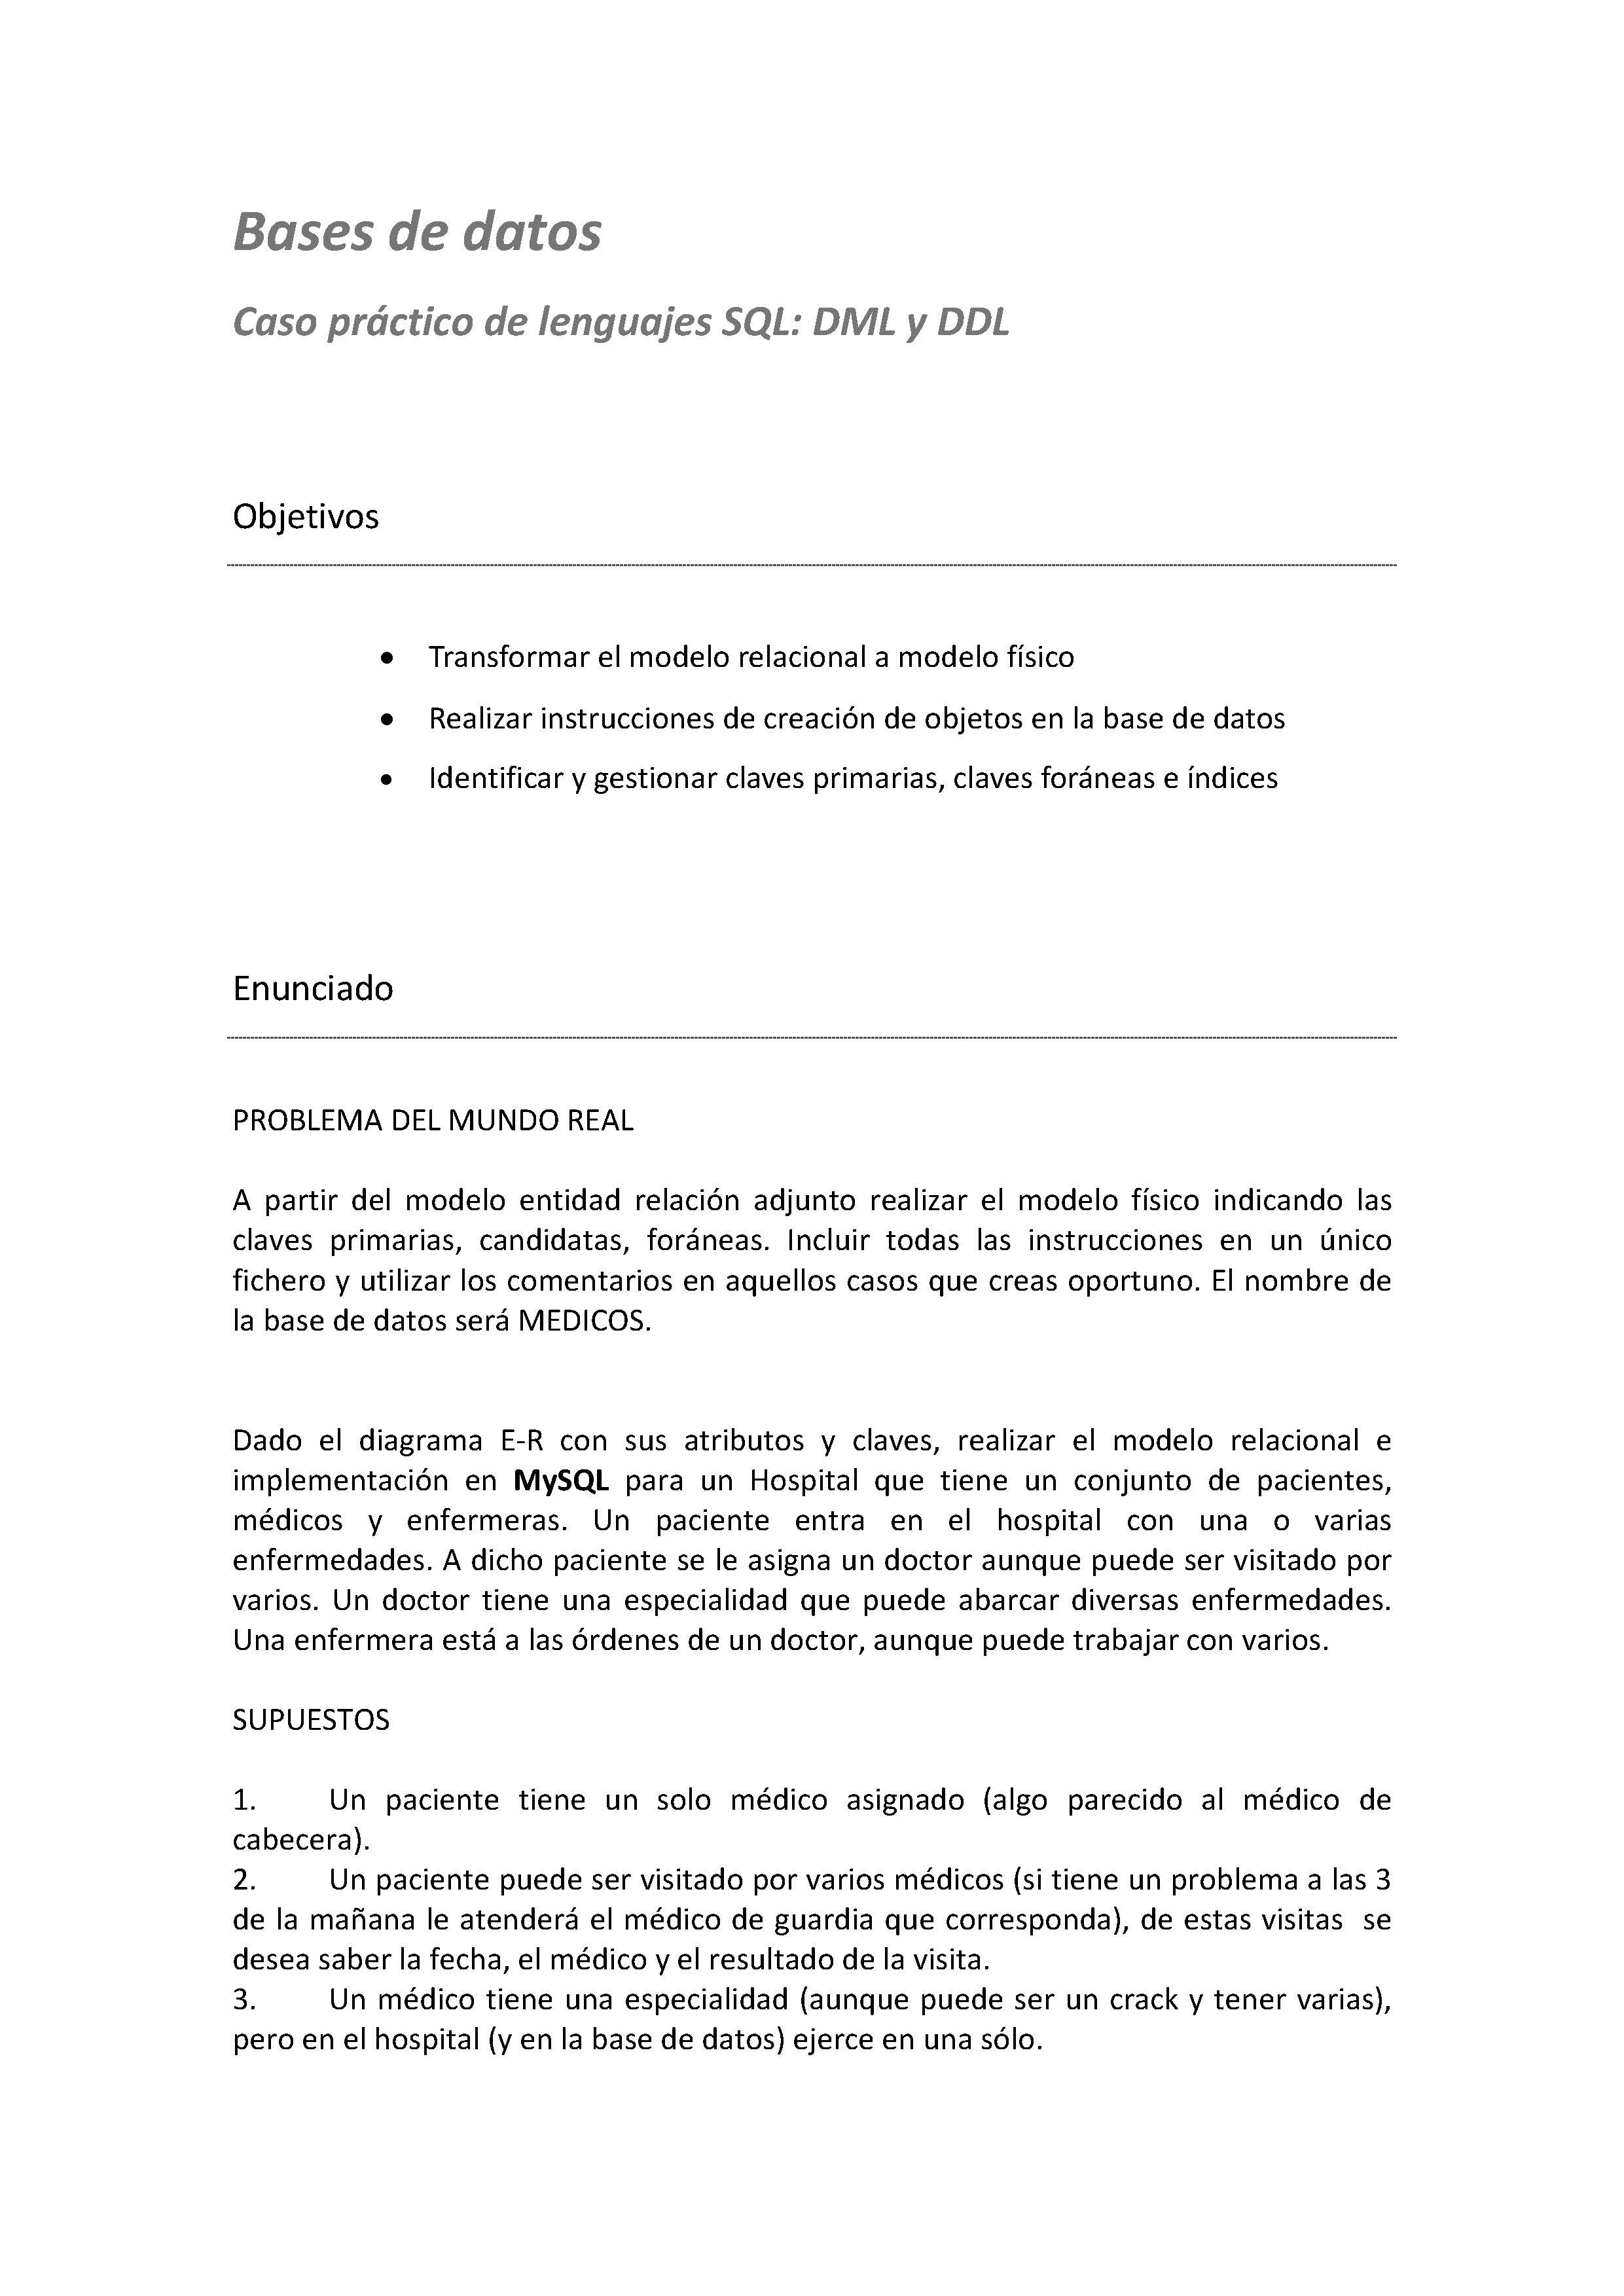 Bases de datos
Caso práctico de lenguajes SQL: DML y DDL
Objetivos
• Transformar el modelo relacional a modelo físico
• Realizar instrucciones de creación de objetos en la base de datos
• Identificar y gestionar claves primarias, claves foráneas e índices
Enunciado
PROBLEMA DEL MUNDO REAL
A partir del modelo entidad relación adjunto realizar el modelo físico indicando las
claves primarias, candidatas, foráneas. Incluir todas las instrucciones en un único
fichero y utilizar los comentarios en aquellos casos que creas oportuno. El nombre de
la base de datos será MEDICOS.
Dado el diagrama E-R con sus atributos y claves, realizar el modelo relacional e
implementación en MySQL para un Hospital que tiene un conjunto de pacientes,
médicos y enfermeras. Un paciente entra en el hospital con una o varias
enfermedades. A dicho paciente se le asigna un doctor aunque puede ser visitado por
varios. Un doctor tiene una especialidad que puede abarcar diversas enfermedades.
Una enfermera está a las órdenes de un doctor, aunque puede trabajar con varios.
SUPUESTOS
1. Un paciente tiene un solo médico asignado (algo parecido al médico de
cabecera).
2. Un paciente puede ser visitado por varios médicos (si tiene un problema a las 3
de la mañana le atenderá el médico de guardia que corresponda), de estas visitas se
desea saber la fecha, el médico y el resultado de la visita.
3. Un médico tiene una especialidad (aunque puede ser un crack y tener varias),
pero en el hospital (y en la base de datos) ejerce en una sólo.